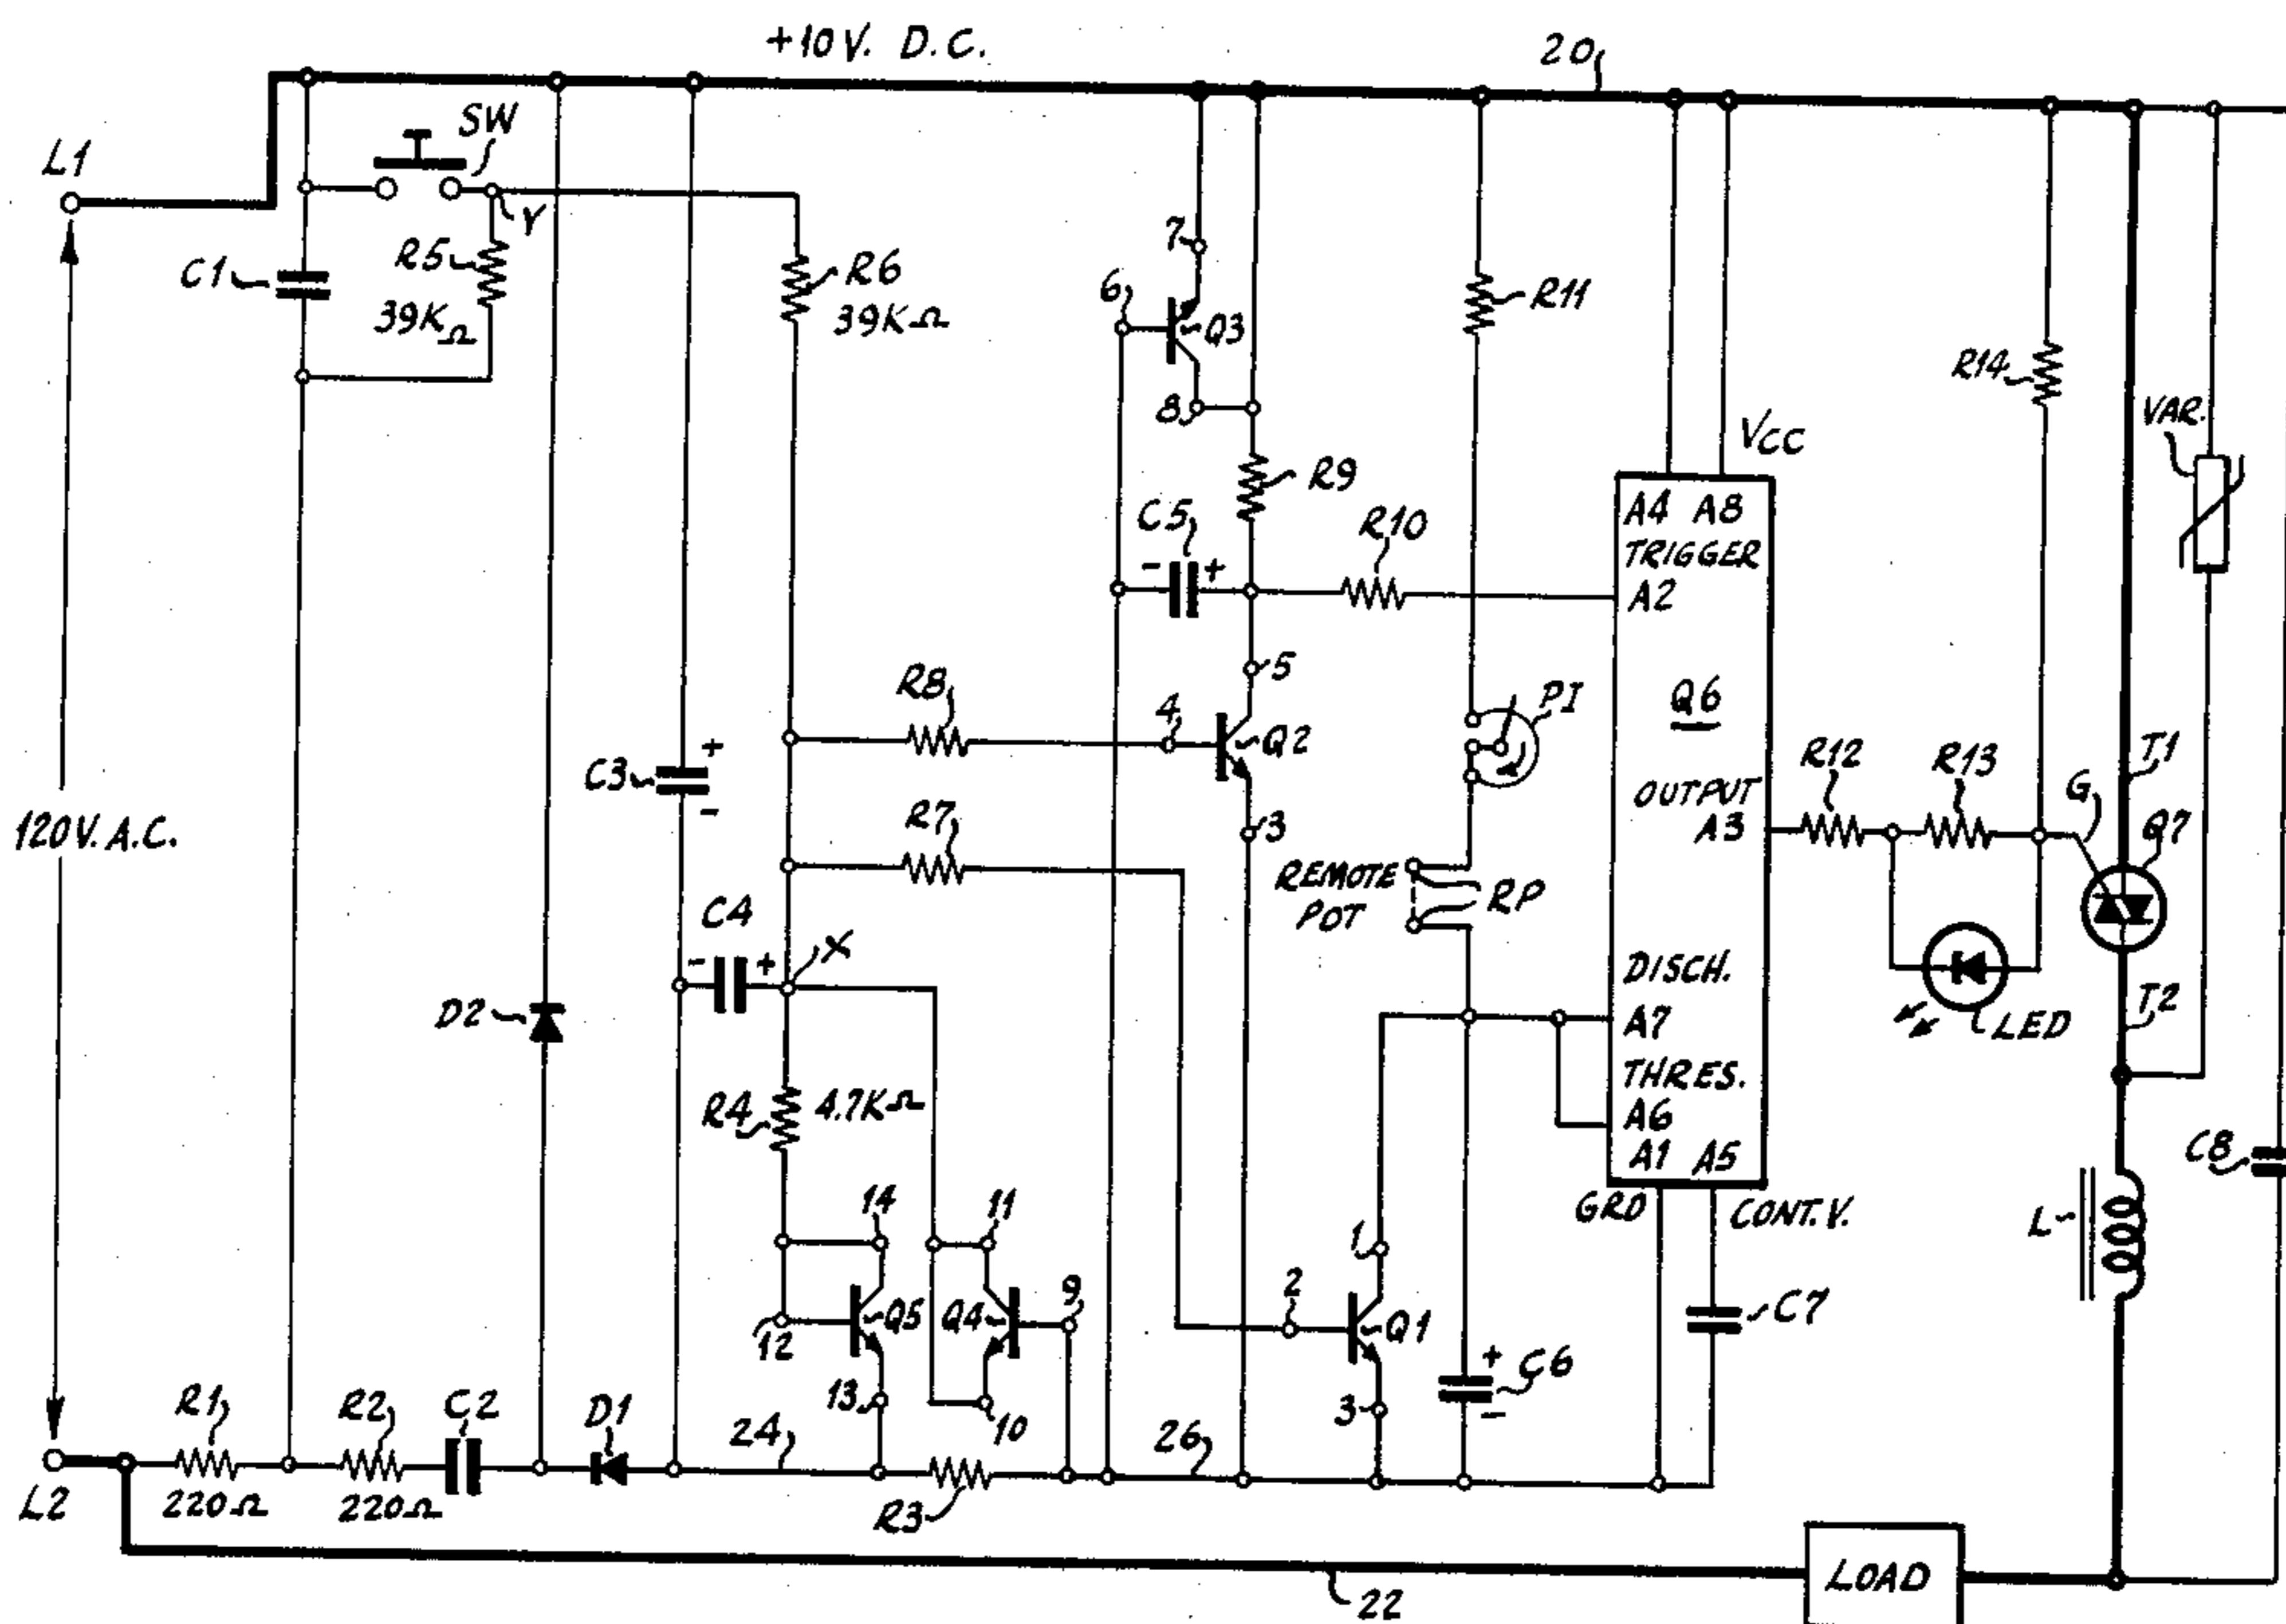 +10V. D.C.
20
L1
SW
Y
C1
R5
39KΩ
R6
39KΩ
7
6
Q3
8
R11
R14
VAR.
VCC
A4 A8
TRIGGER
A2
C5
- +
R9
R10
5
R8
4
Q2
PI
Q6
C3
+
-
R7
3
120V. A.C.
OUTPUT
A3
R12
R13
G
T1
Q7
REMOTE
POT
RP
C4
- +
X
D2
DISCH.
A7
THRES.
A6
A1 A5
LED
T2
R4
4.7KΩ
GRD
CONT. V.
C8
L
14
11
9
12
Q5
Q4
2
1
Q1
C7
+
C6
-
13
10
3
R1
220Ω
R2
220Ω
C2
D1
24
R3
26
L2
22
LOAD